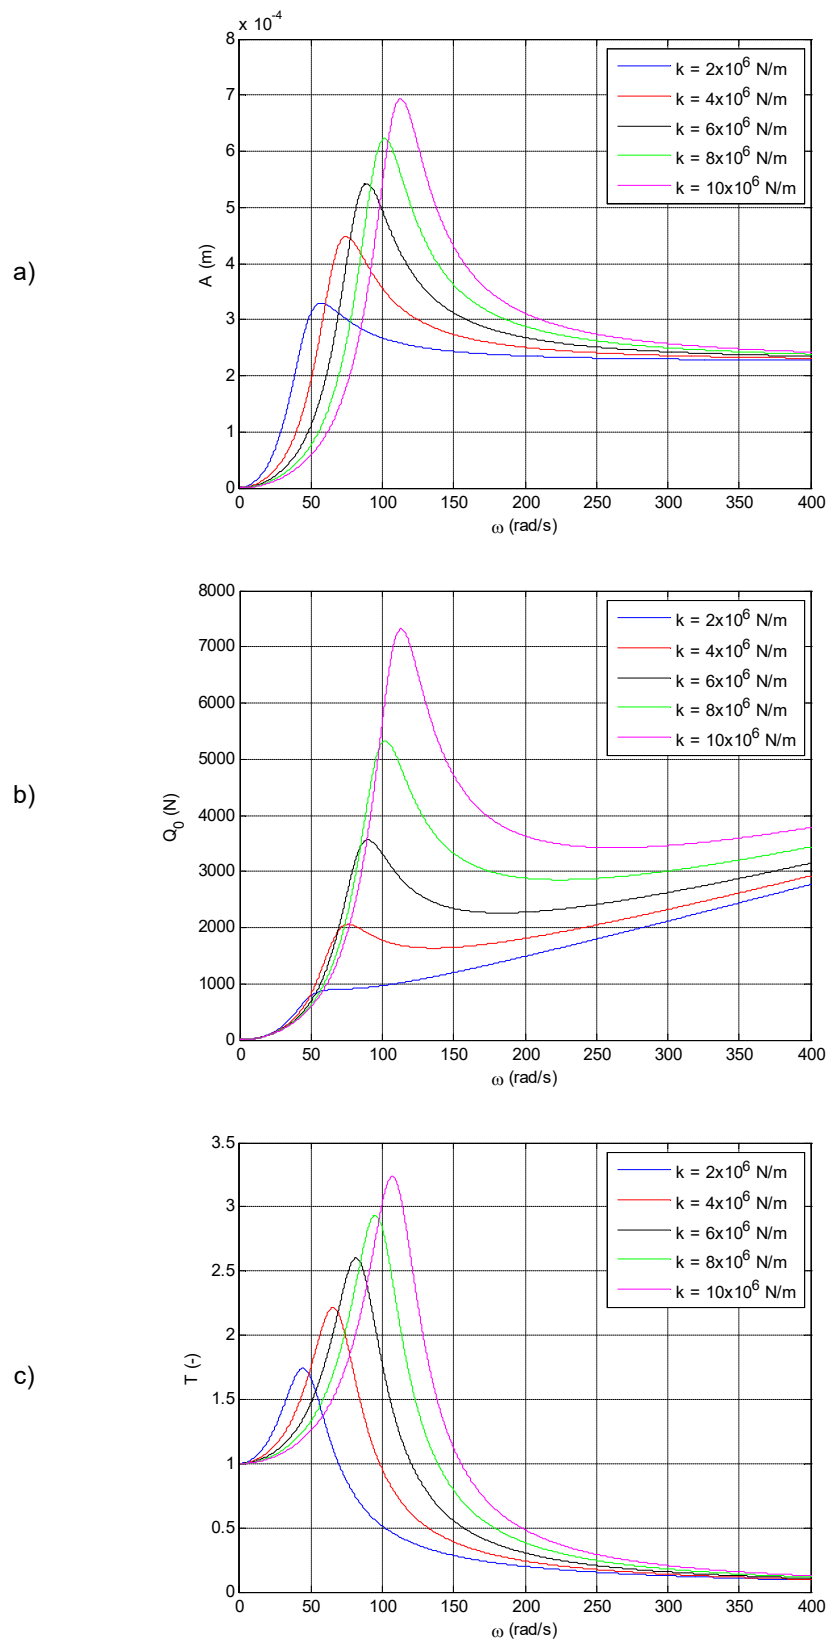 a)
x 10-4
8
7
6
5
4
3
2
1
0
A (m)
0 50 100 150 200 250 300 350 400
ω (rad/s)
k = 2x10^6 N/m
k = 4x10^6 N/m
k = 6x10^6 N/m
k = 8x10^6 N/m
k = 10x10^6 N/m
b)
8000
7000
6000
5000
4000
3000
2000
1000
0
Q_0 (N)
0 50 100 150 200 250 300 350 400
ω (rad/s)
k = 2x10^6 N/m
k = 4x10^6 N/m
k = 6x10^6 N/m
k = 8x10^6 N/m
k = 10x10^6 N/m
c)
3.5
3
2.5
2
1.5
1
0.5
0
T (-)
0 50 100 150 200 250 300 350 400
ω (rad/s)
k = 2x10^6 N/m
k = 4x10^6 N/m
k = 6x10^6 N/m
k = 8x10^6 N/m
k = 10x10^6 N/m